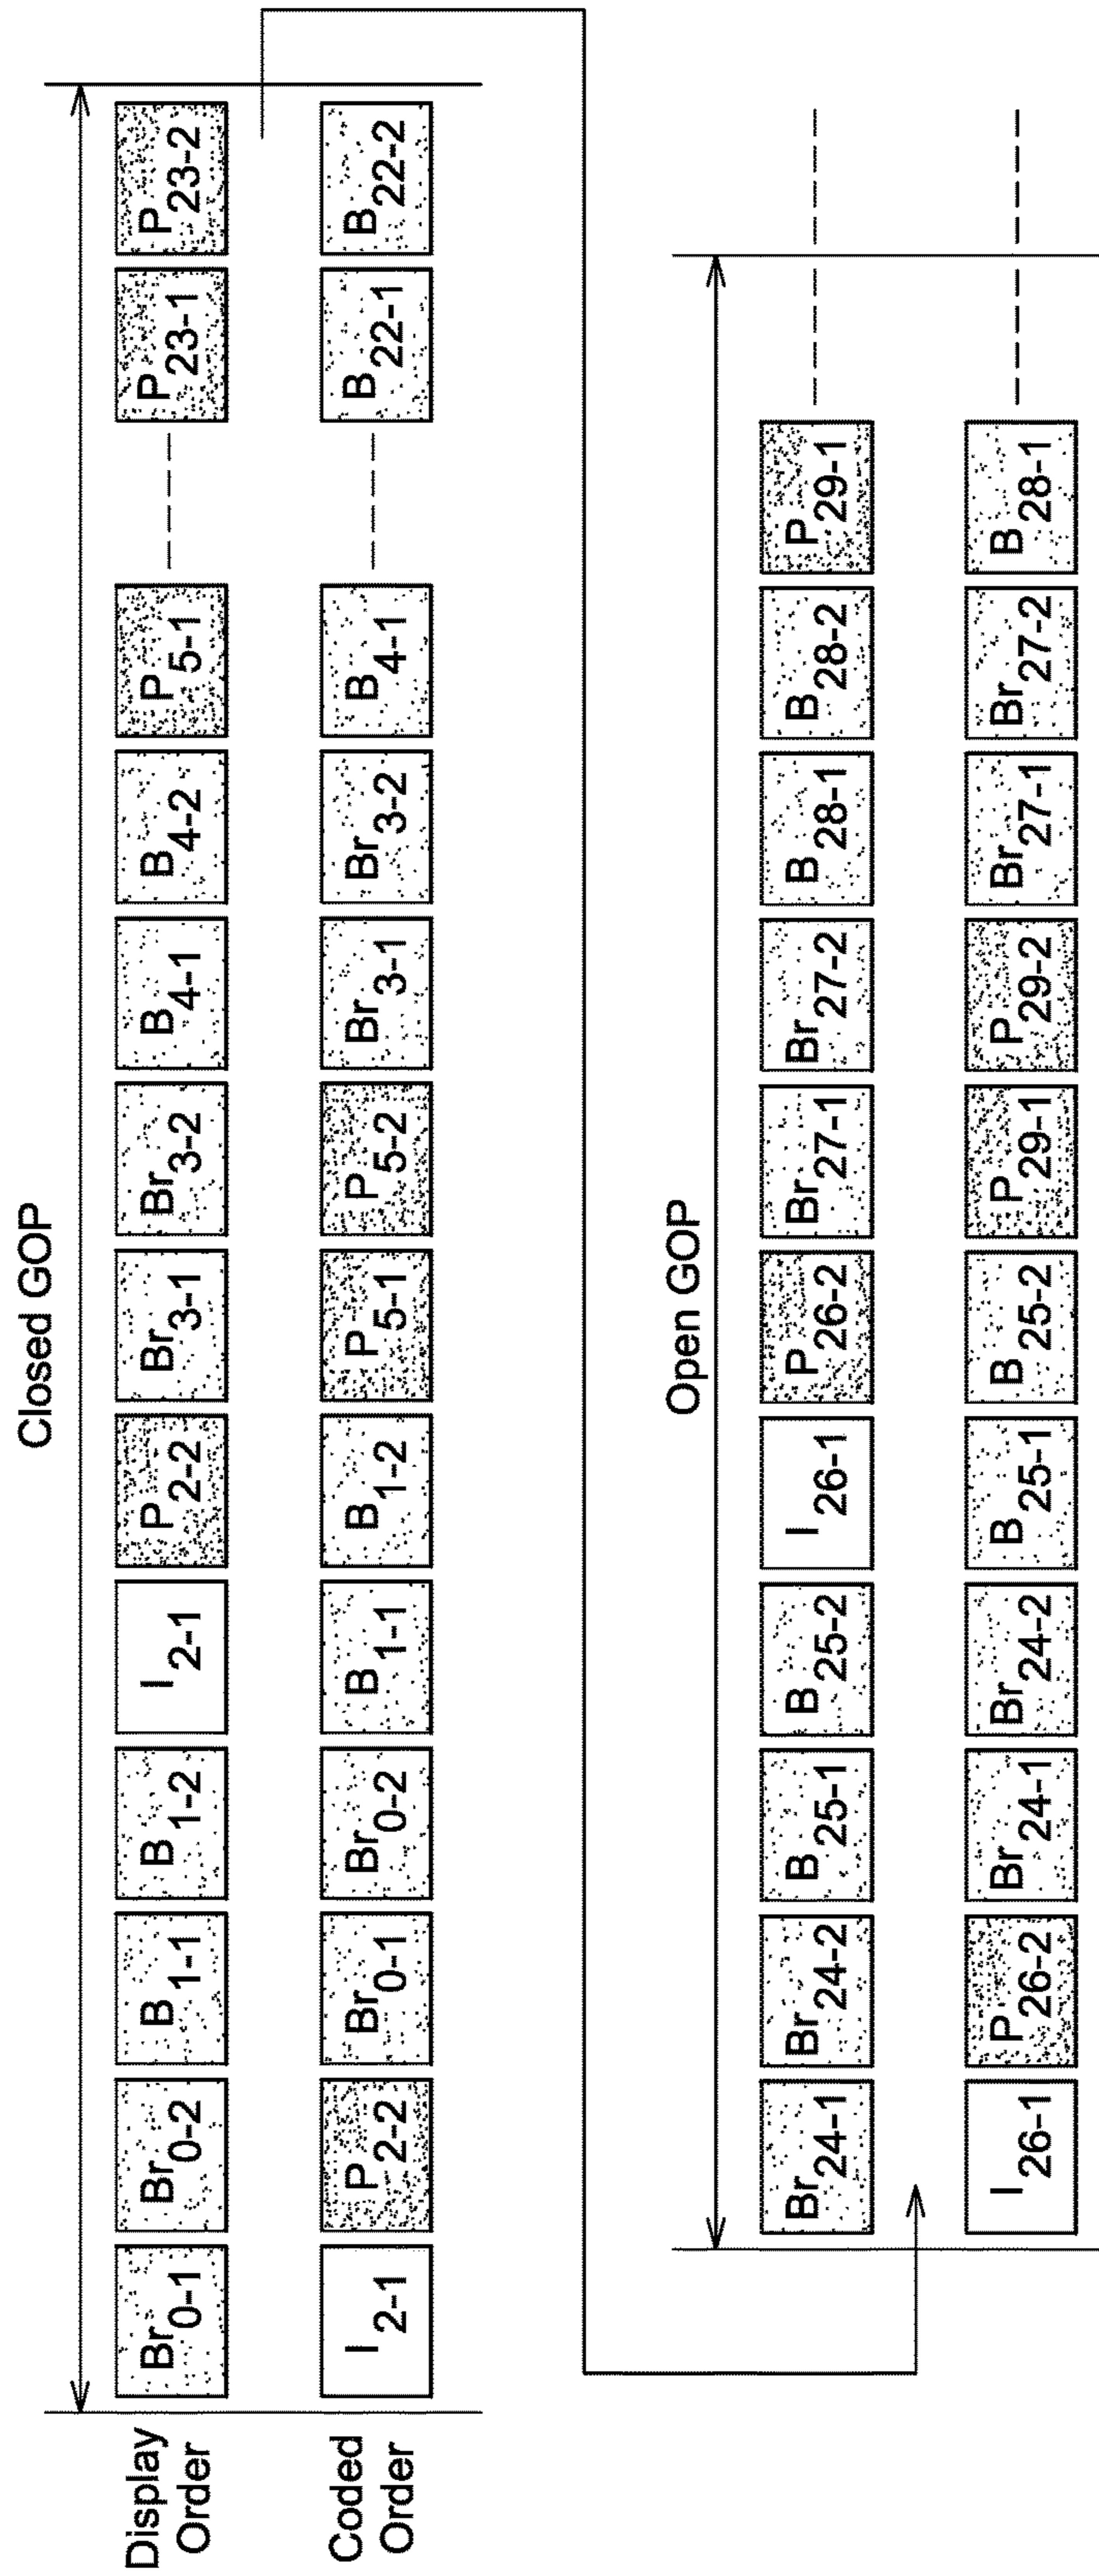 Closed GOP
Display Order
Br0-1 Br0-2 B1-1 B1-2 I2-1 P2-2 Br3-1 Br3-2 B4-1 B4-2 P5-1 P23-1 P23-2
Coded Order
I2-1 P2-2 Br0-1 Br0-2 B1-1 B1-2 P5-1 P5-2 Br3-1 Br3-2 B4-1 B22-1 B22-2
Open GOP
Br24-1 Br24-2 B25-1 B25-2 I26-1 P26-2 Br27-1 Br27-2 B28-1 B28-2 P29-1
I26-1 P26-2 Br24-1 Br24-2 B25-1 B25-2 P29-1 P29-2 Br27-1 Br27-2 B28-1